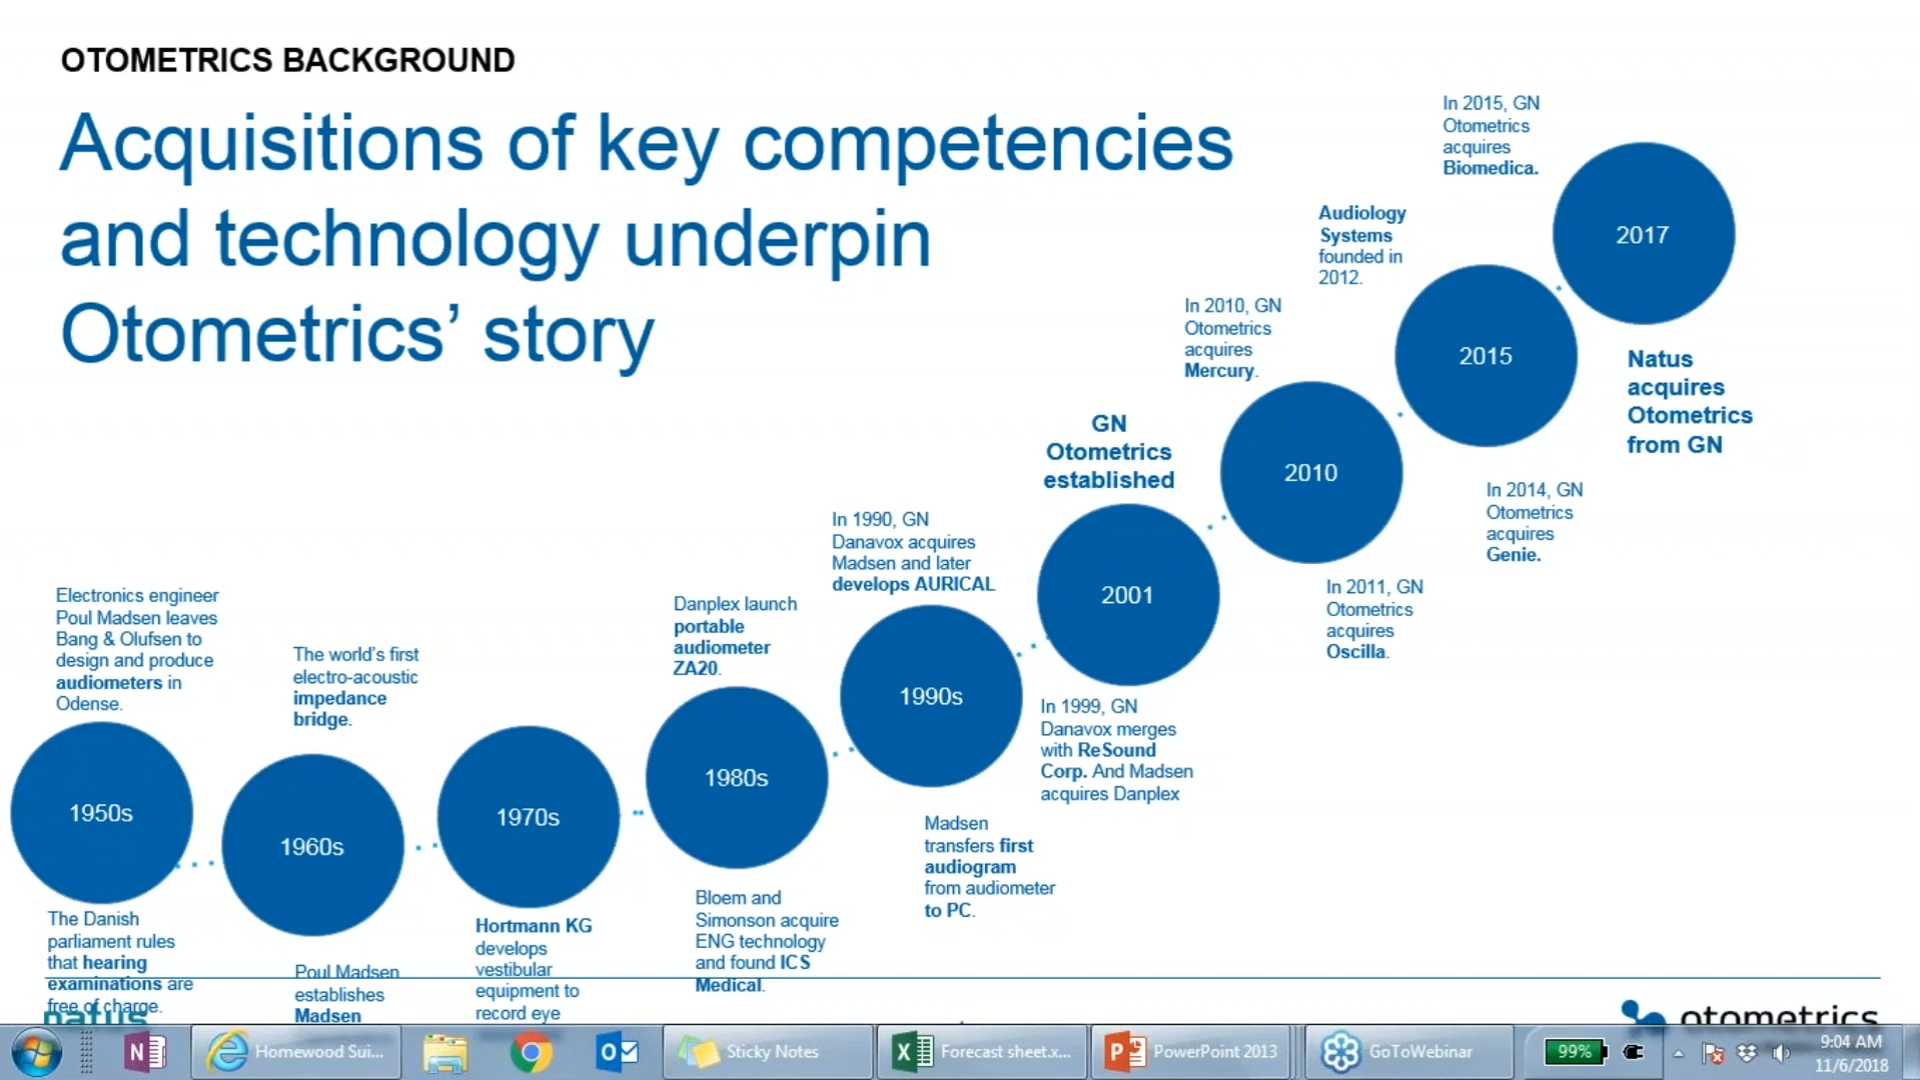 OTOMETRICS BACKGROUND
Acquisitions of key competencies
and technology underpin
Otometrics’ story
Electronics engineer
Poul Madsen leaves
Bang & Olufsen to
design and produce
audiometers in
Odense.
1950s
The Danish
parliament rules
that hearing
examinations are
free of charge.
The world’s first
electro-acoustic
impedance
bridge.
1960s
Poul Madsen
establishes
Madsen
1970s
Hortmann KG
develops
vestibular
equipment to
record eye
Danplex launch
portable
audiometer
ZA20.
1980s
Bloem and
Simonson acquire
ENG technology
and found ICS
Medical.
In 1990, GN
Danavox acquires
Madsen and later
develops AURICAL
1990s
Madsen
transfers first
audiogram
from audiometer
to PC.
GN
Otometrics
established
2001
In 1999, GN
Danavox merges
with ReSound
Corp. And Madsen
acquires Danplex
In 2010, GN
Otometrics
acquires
Mercury.
2010
In 2011, GN
Otometrics
acquires
Oscilla.
Audiology
Systems
founded in
2012.
2015
In 2014, GN
Otometrics
acquires
Genie.
In 2015, GN
Otometrics
acquires
Biomedica.
2017
Natus
acquires
Otometrics
from GN
natus
otometrics
Homewood Sui...
Sticky Notes
Forecast sheet.x...
PowerPoint 2013
GoToWebinar
99%
9:04 AM
11/6/2018